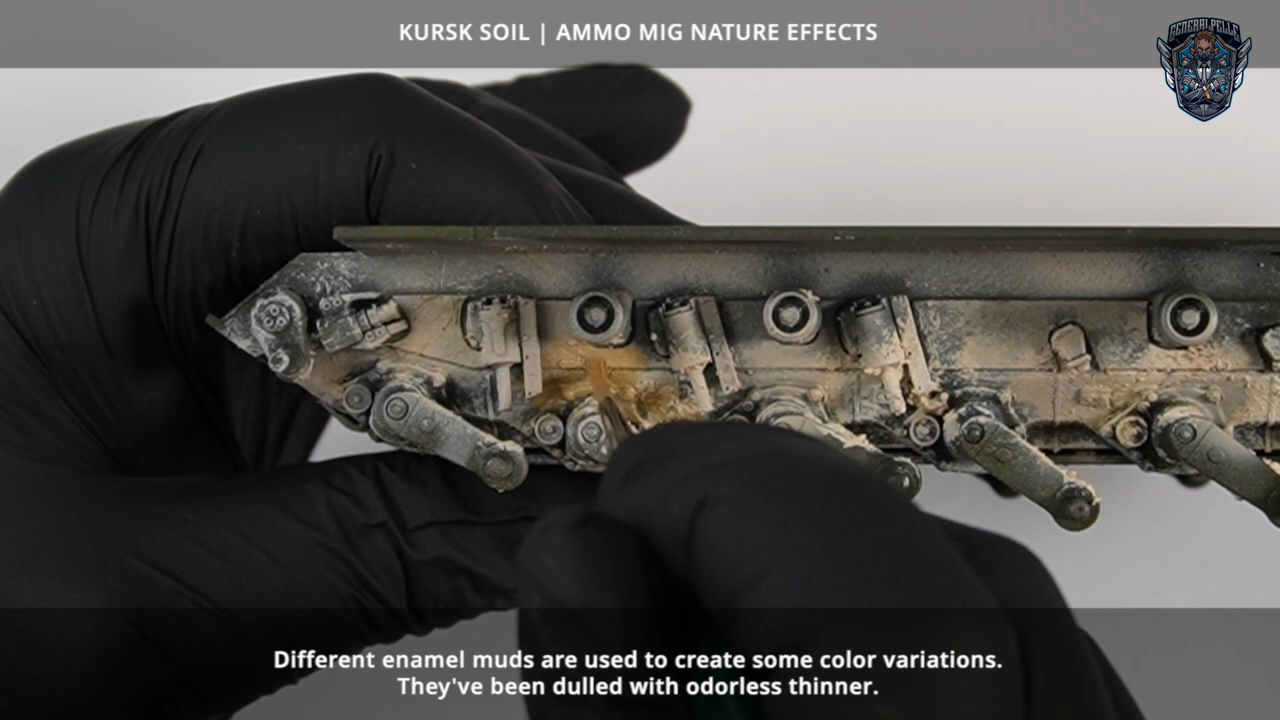 KURSK SOIL | AMMO MIG NATURE EFFECTS
GENERALPELLE
Different enamel muds are used to create some color variations.
They've been dulled with odorless thinner.